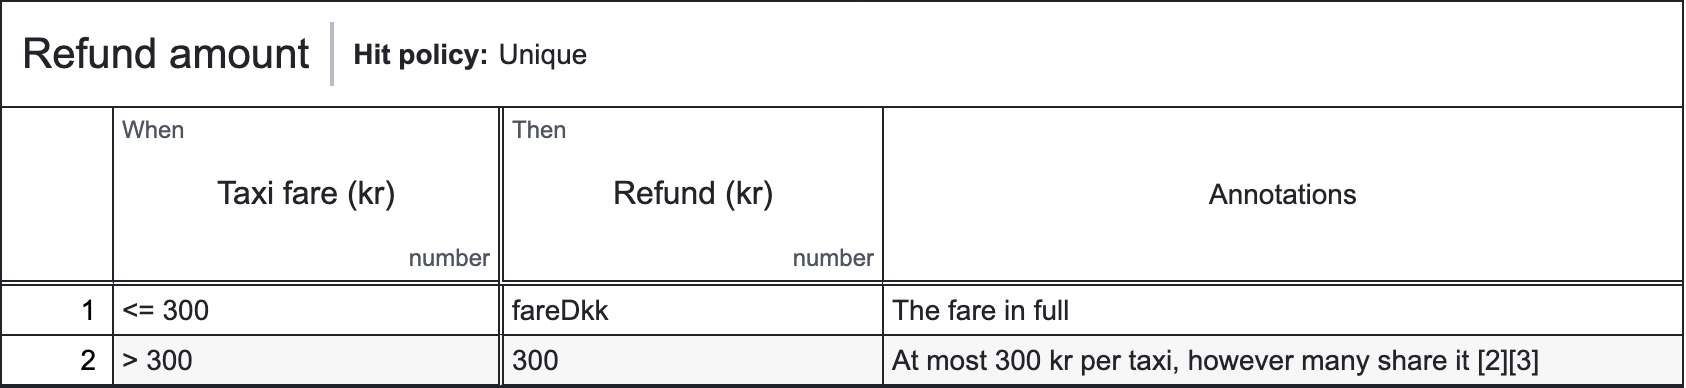 Refund amount Hit policy: Unique
When Then
Taxi fare (kr) Refund (kr) Annotations
number number
1 <= 300 fareDkk The fare in full
2 > 300 300 At most 300 kr per taxi, however many share it [2][3]